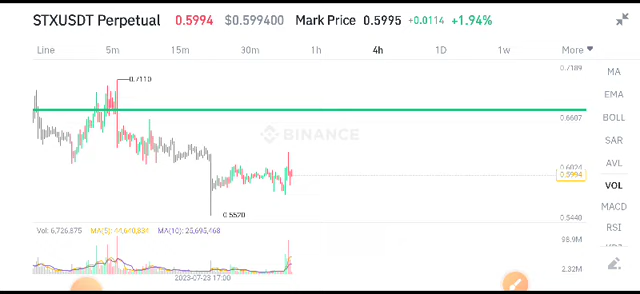 STXUSDT Perpetual 0.5994 $0.599400 Mark Price 0.5995 +0.0114 +1.94%
Line 5m 15m 30m 1h 4h 1D 1w More
0.7189
MA
0.7110
EMA
0.6607
BOLL
BINANCE
SAR
0.6024
AVL
0.5994
VOL
0.5520
0.5440
MACD
Vol: 6,726,875 MA(5): 44,640,831 MA(10): 25,695,468
RSI
98.9M
2.32M
2023-07-23 17:00